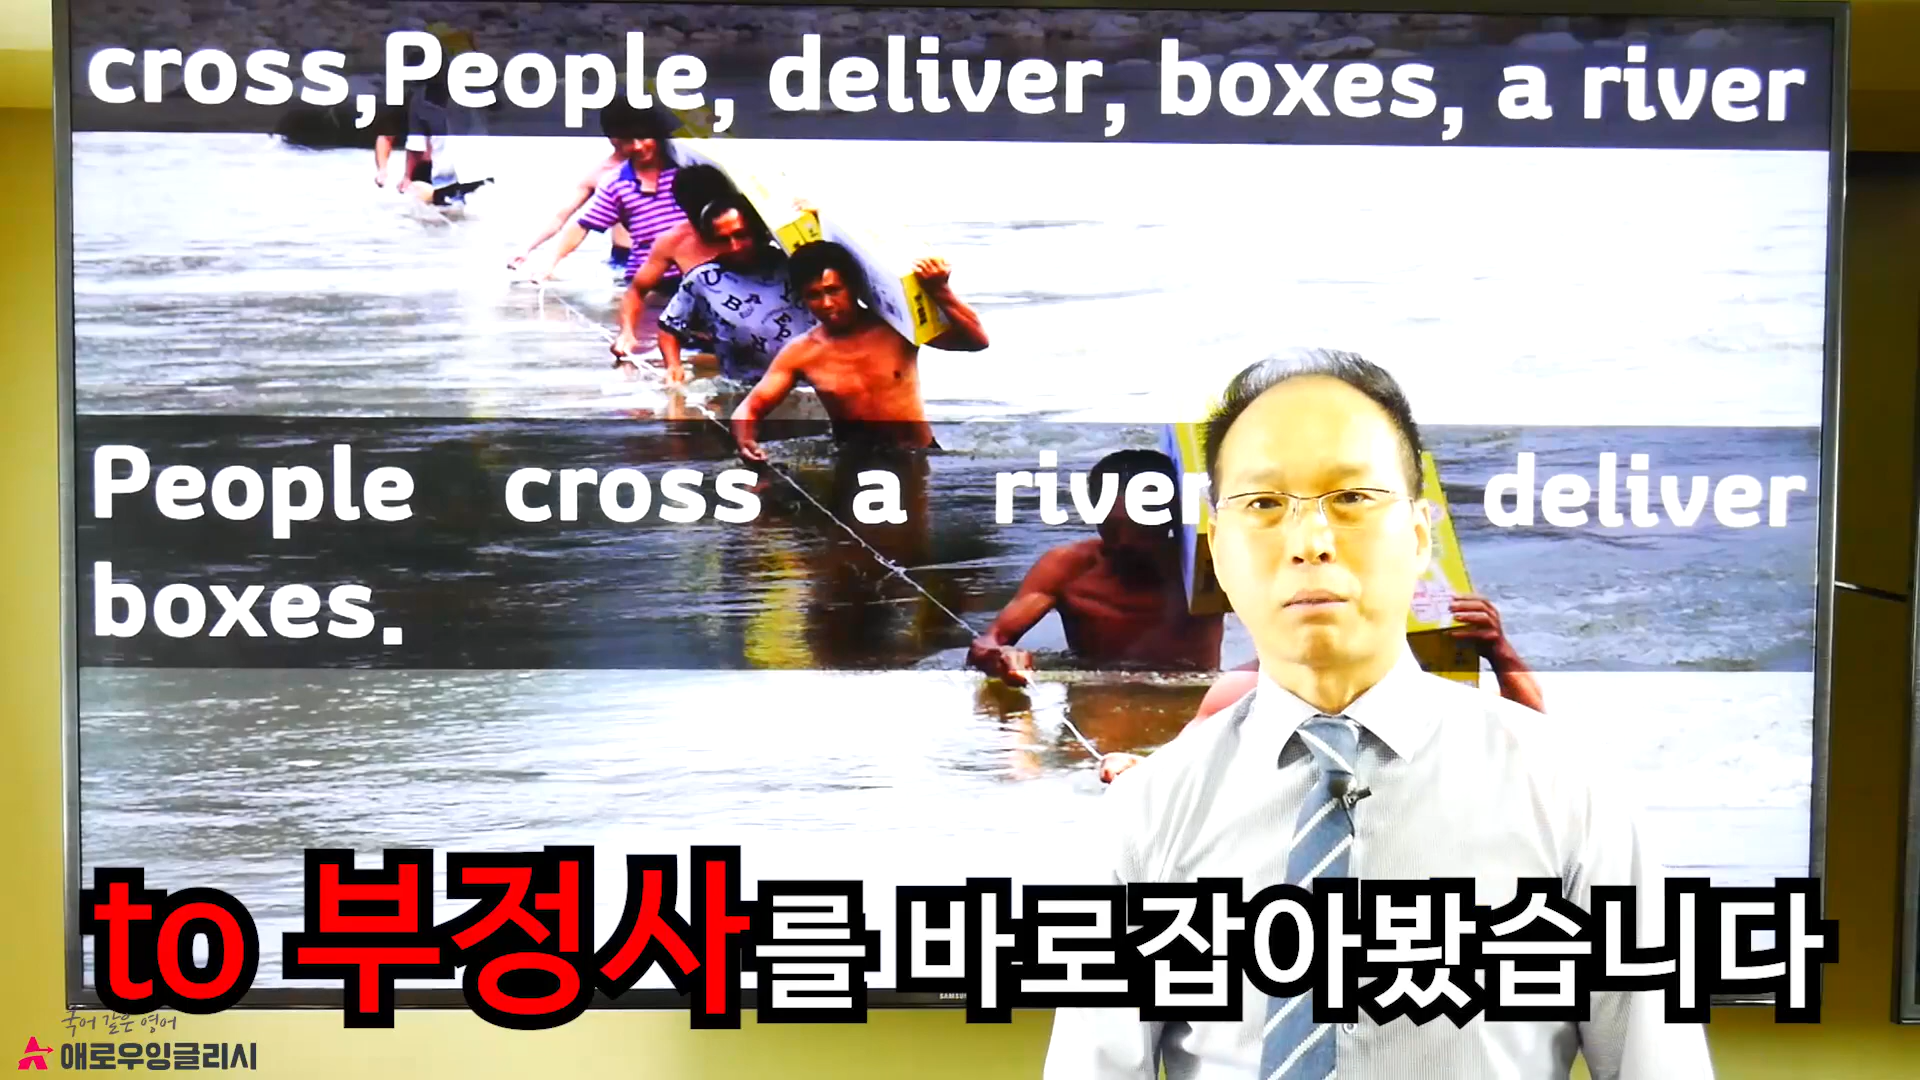 cross,People, deliver, boxes, a river
People cross a river deliver
boxes.
to 부정사를 바로잡아봤습니다
국어 같은 영어
애로우잉글리시